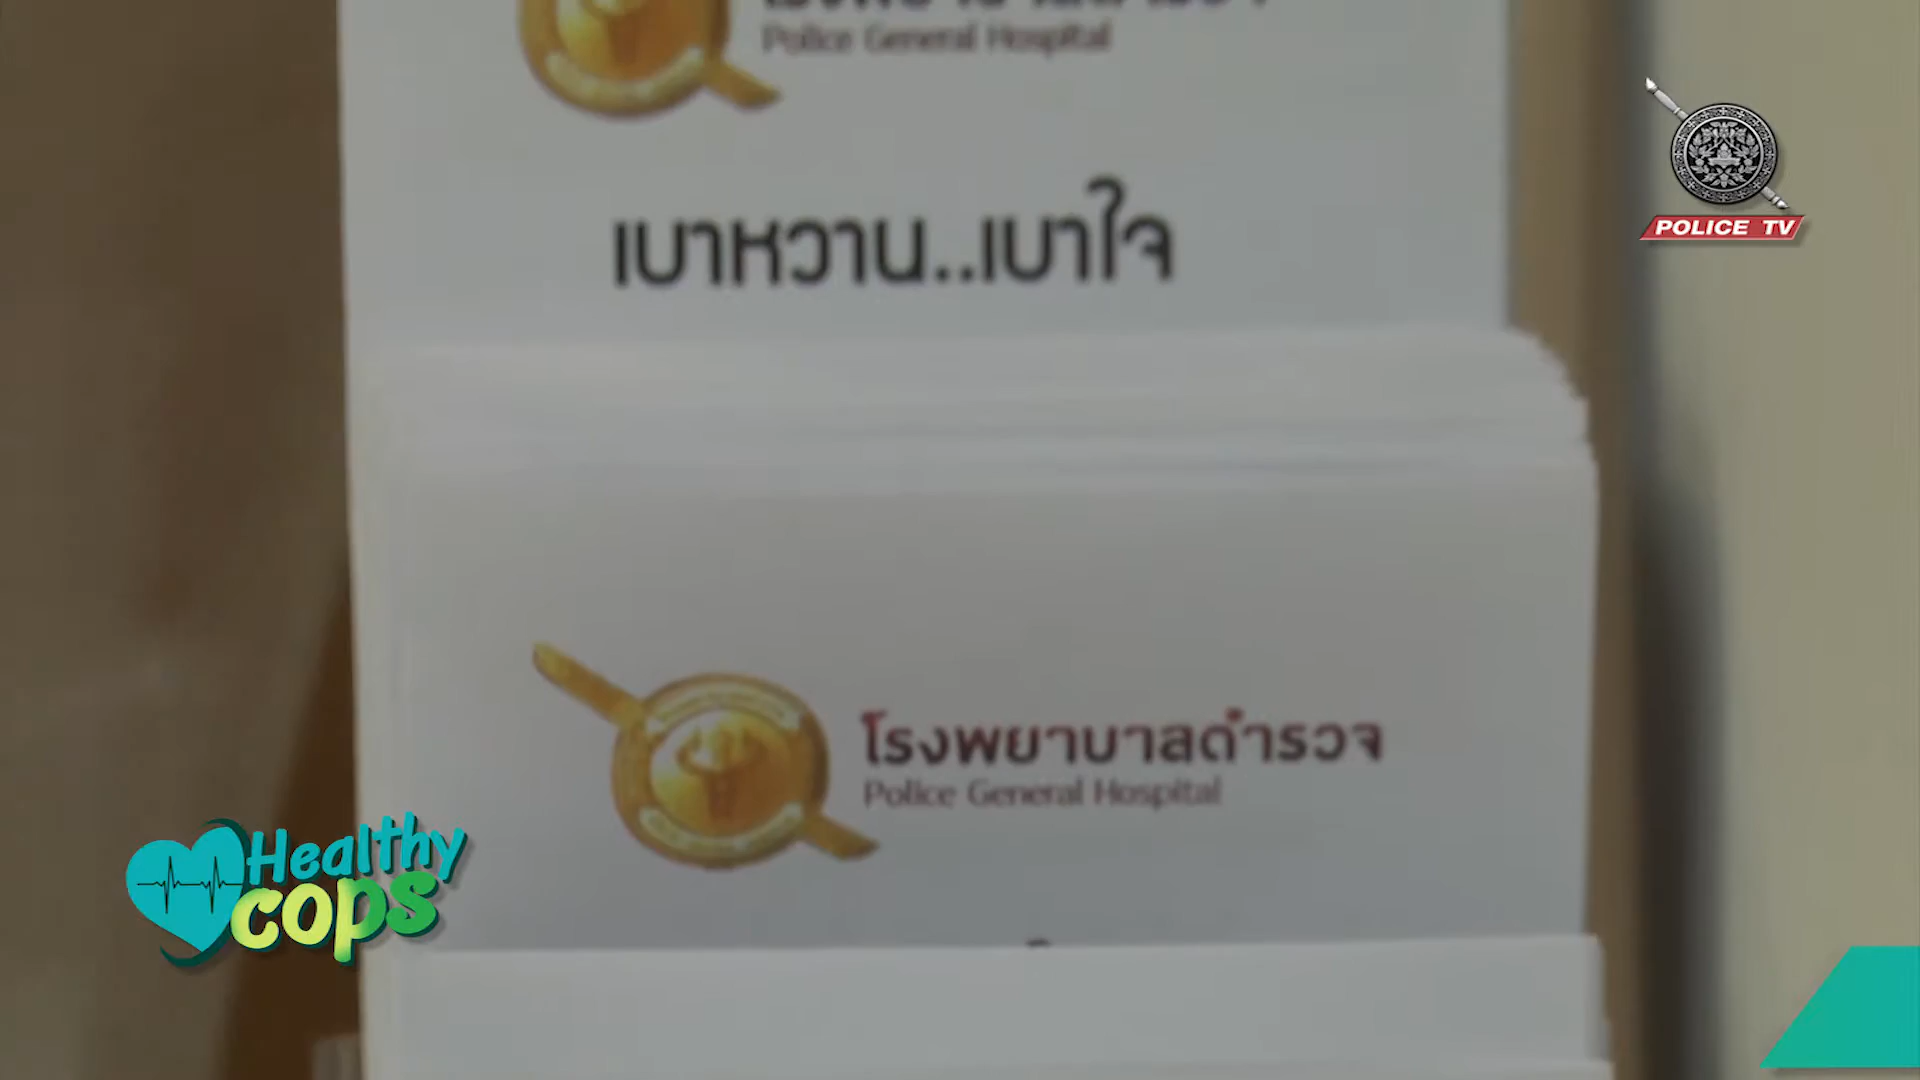 Police General Hospital
POLICE TV
เบาหวาน..เบาใจ
โรงพยาบาลตำรวจ
Police General Hospital
Healthy
cops